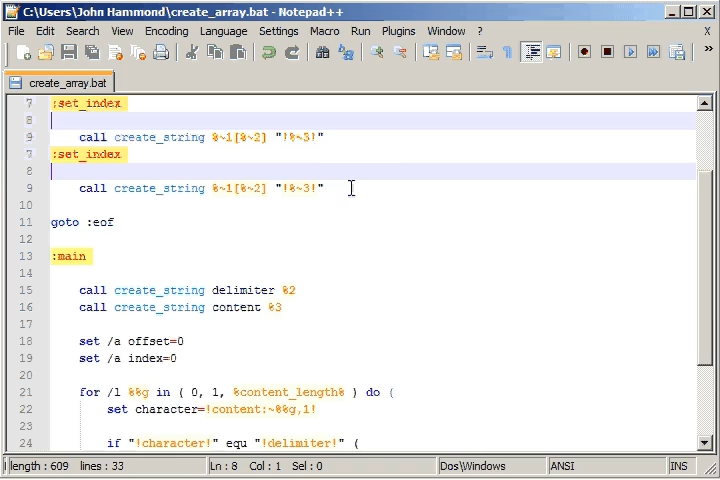 C:\Users\John Hammond\create_array.bat - Notepad++
File Edit Search View Encoding Language Settings Macro Run Plugins Window ? X
create_array.bat
7 :set_index
8
9 call create_string %~1[%~2] "!%~3!"
7 :set_index
8
9 call create_string %~1[%~2] "!%~3!"
10
11 goto :eof
12
13 :main
14
15 call create_string delimiter %2
16 call create_string content %3
17
18 set /a offset=0
19 set /a index=0
20
21 for /l %%g in ( 0, 1, %content_length% ) do (
22 set character=!content:~%%g,1!
23
24 if "!character!" equ "!delimiter!" (
length : 609 lines : 33 Ln : 8 Col : 1 Sel : 0 Dos\Windows ANSI INS